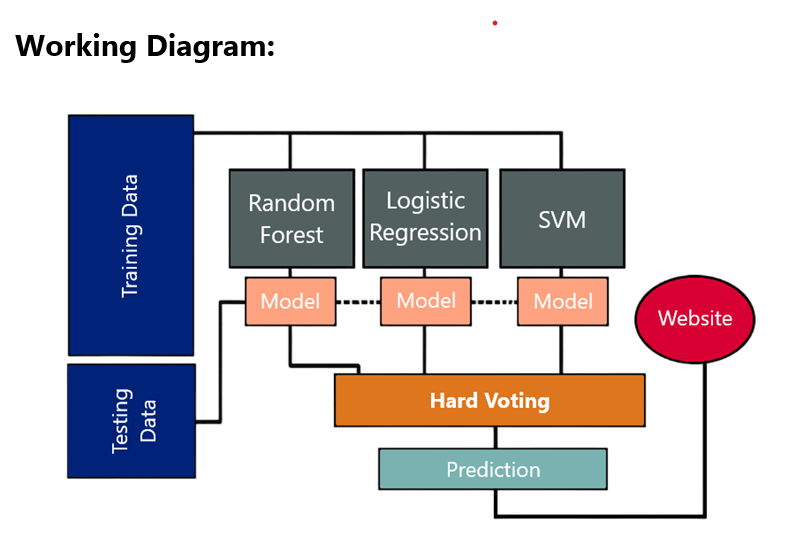 Working Diagram:
Training Data
Random
Forest
Logistic
Regression
SVM
Model
Model
Model
Website
Testing
Data
Hard Voting
Prediction